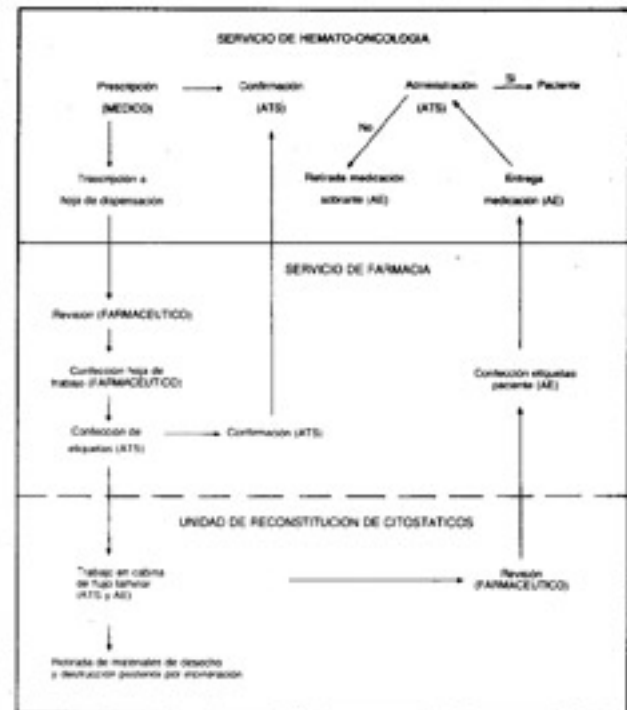 SERVICIO DE HEMATO-ONCOLOGIA
Prescripción
(MEDICO)
Confirmación
(ATS)
Administración
(ATS)
Si
Paciente
No
Trascripción a
hoja de dispensación
Retirada medicación
sobrante (AE)
Entrega
medicación (AE)
SERVICIO DE FARMACIA
Revisión (FARMACEUTICO)
Confección hoja de
trabajo (FARMACEUTICO)
Confección etiquetas
paciente (AE)
Confección de
etiquetas (ATS)
Confirmación (ATS)
UNIDAD DE RECONSTITUCION DE CITOSTATICOS
Trabajo en cabina
de flujo laminar
(ATS y AE)
Revisión
(FARMACEUTICO)
Retirada de materiales de desecho
y destrucción posterior por incineración